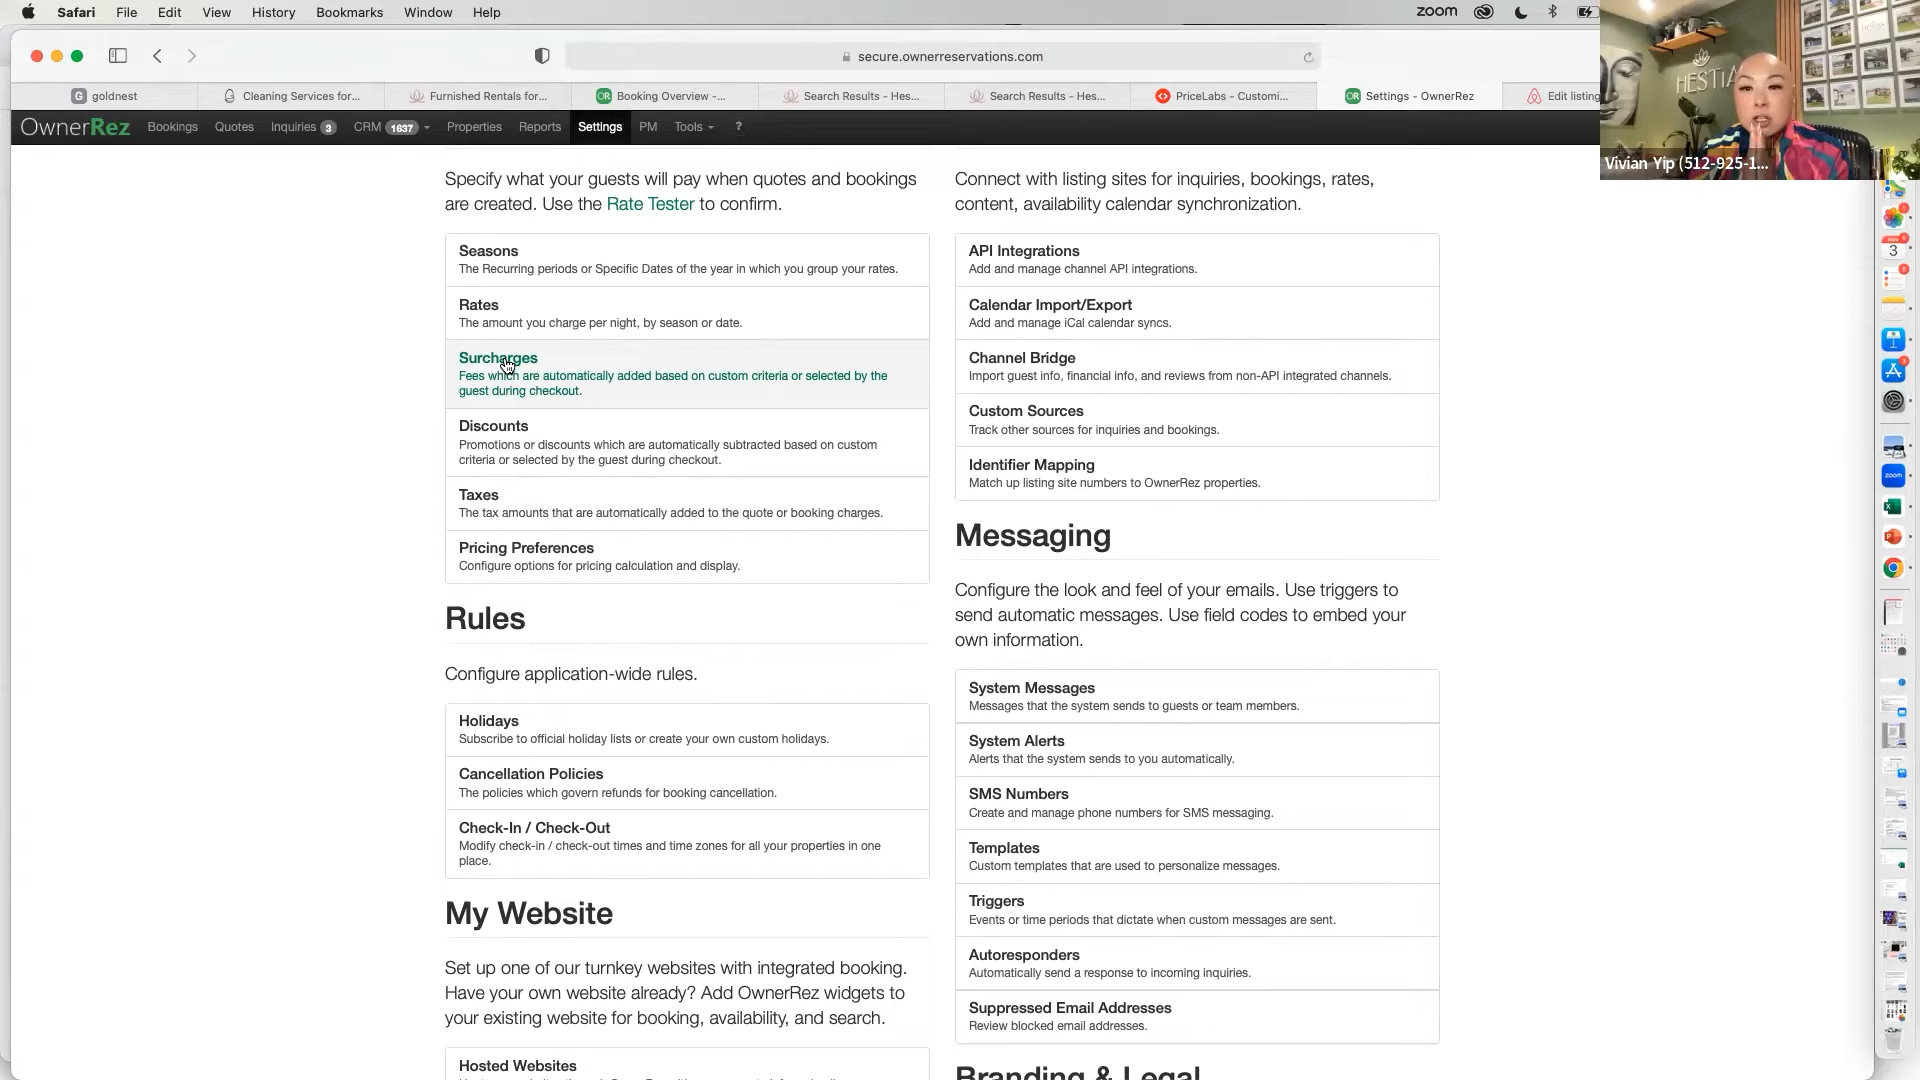 Safari File Edit View History Bookmarks Window Help
zoom
secure.ownerreservations.com
G goldnest
Cleaning Services for...
Furnished Rentals for...
OR Booking Overview -...
Search Results - Hes...
Search Results - Hes...
PriceLabs - Customi...
OR Settings - OwnerRez
Edit listing
OwnerRez Bookings Quotes Inquiries 3 CRM 1637 Properties Reports Settings PM Tools ?
HESTIA
Vivian Yip (512-925-1...
Specify what your guests will pay when quotes and bookings
are created. Use the Rate Tester to confirm.
Seasons
The Recurring periods or Specific Dates of the year in which you group your rates.
Rates
The amount you charge per night, by season or date.
Surcharges
Fees which are automatically added based on custom criteria or selected by the
guest during checkout.
Discounts
Promotions or discounts which are automatically subtracted based on custom
criteria or selected by the guest during checkout.
Taxes
The tax amounts that are automatically added to the quote or booking charges.
Pricing Preferences
Configure options for pricing calculation and display.
Rules
Configure application-wide rules.
Holidays
Subscribe to official holiday lists or create your own custom holidays.
Cancellation Policies
The policies which govern refunds for booking cancellation.
Check-In / Check-Out
Modify check-in / check-out times and time zones for all your properties in one
place.
My Website
Set up one of our turnkey websites with integrated booking.
Have your own website already? Add OwnerRez widgets to
your existing website for booking, availability, and search.
Hosted Websites
Connect with listing sites for inquiries, bookings, rates,
content, availability calendar synchronization.
API Integrations
Add and manage channel API integrations.
Calendar Import/Export
Add and manage iCal calendar syncs.
Channel Bridge
Import guest info, financial info, and reviews from non-API integrated channels.
Custom Sources
Track other sources for inquiries and bookings.
Identifier Mapping
Match up listing site numbers to OwnerRez properties.
Messaging
Configure the look and feel of your emails. Use triggers to
send automatic messages. Use field codes to embed your
own information.
System Messages
Messages that the system sends to guests or team members.
System Alerts
Alerts that the system sends to you automatically.
SMS Numbers
Create and manage phone numbers for SMS messaging.
Templates
Custom templates that are used to personalize messages.
Triggers
Events or time periods that dictate when custom messages are sent.
Autoresponders
Automatically send a response to incoming inquiries.
Suppressed Email Addresses
Review blocked email addresses.
Branding & Legal
3
zoom